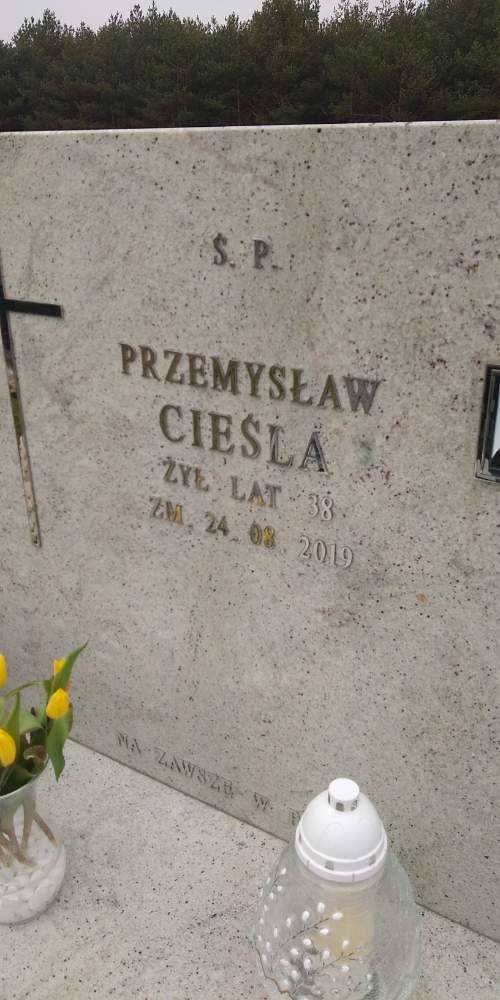 Ś. P.
PRZEMYSŁAW
CIEŚLA
ŻYŁ LAT 38
ZM. 24.08.2019
NA ZAWSZE W